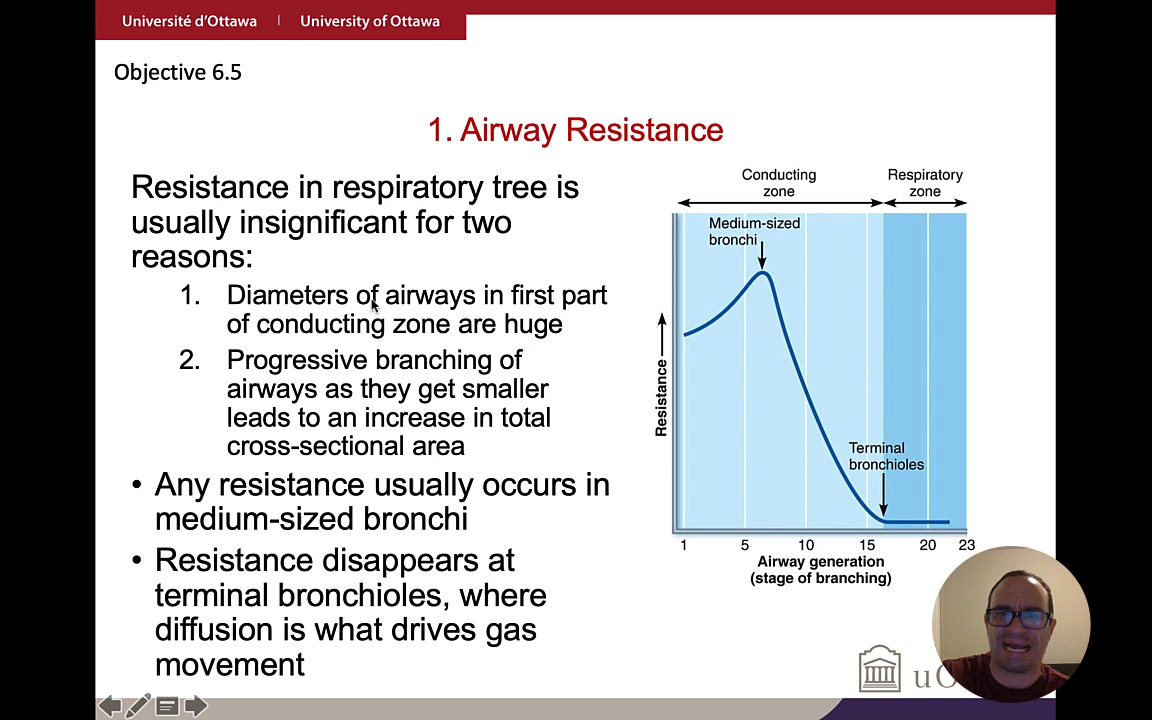 Université d'Ottawa | University of Ottawa
Objective 6.5
1. Airway Resistance
Resistance in respiratory tree is
usually insignificant for two
reasons:
1. Diameters of airways in first part
of conducting zone are huge
2. Progressive branching of
airways as they get smaller
leads to an increase in total
cross-sectional area
• Any resistance usually occurs in
medium-sized bronchi
• Resistance disappears at
terminal bronchioles, where
diffusion is what drives gas
movement
Conducting
zone
Respiratory
zone
Medium-sized
bronchi
Resistance
Terminal
bronchioles
1 5 10 15 20 23
Airway generation
(stage of branching)